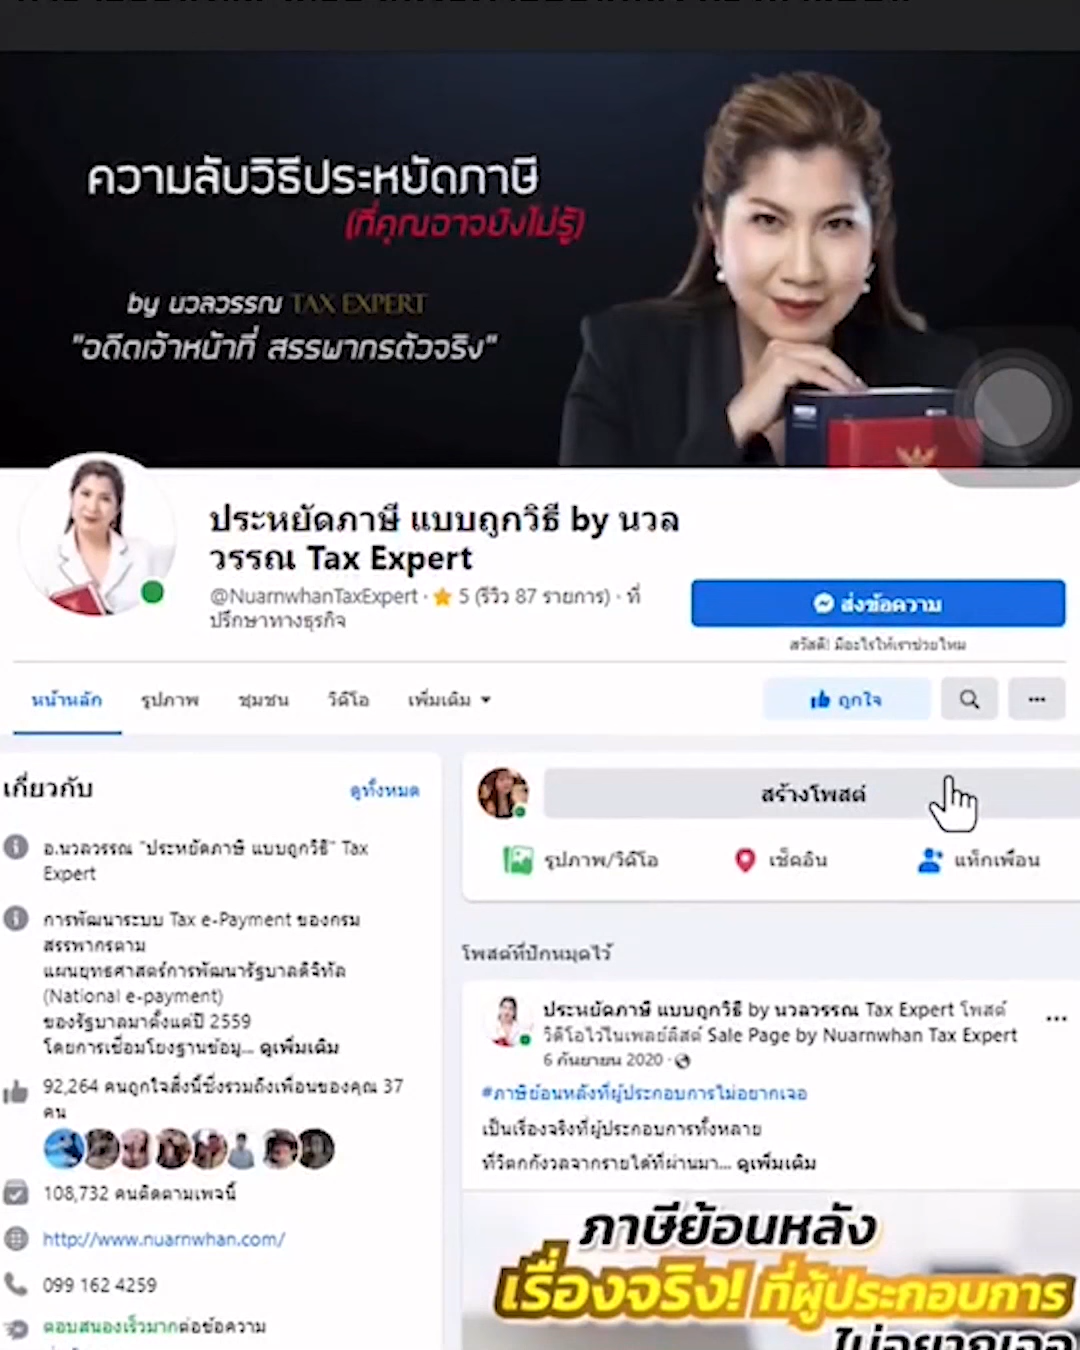 ความลับวิธีประหยัดภาษี
(ที่คุณอาจยังไม่รู้)
by นวลวรรณ TAX EXPERT
"อดีตเจ้าหน้าที่ สรรพากรตัวจริง"
ประหยัดภาษี แบบถูกวิธี by นวล
วรรณ Tax Expert
@NuarnwhanTaxExpert · 5 (รีวิว 87 รายการ) · ที่
ปรึกษาทางธุรกิจ
ส่งข้อความ
สวัสดี! มีอะไรให้เราช่วยไหม
หน้าหลัก รูปภาพ ชุมชน วิดีโอ เพิ่มเติม
ถูกใจ
เกี่ยวกับ ดูทั้งหมด
อ.นวลวรรณ "ประหยัดภาษี แบบถูกวิธี" Tax
Expert
การพัฒนาระบบ Tax e-Payment ของกรม
สรรพากรตาม
แผนยุทธศาสตร์การพัฒนารัฐบาลดิจิทัล
(National e-payment)
ของรัฐบาลมาตั้งแต่ปี 2559
โดยการเชื่อมโยงฐานข้อมู... ดูเพิ่มเติม
92,264 คนถูกใจสิ่งนี้ซึ่งรวมถึงเพื่อนของคุณ 37
คน
108,732 คนติดตามเพจนี้
http://www.nuarnwhan.com/
099 162 4259
ตอบสนองเร็วมากต่อข้อความ
สร้างโพสต์
รูปภาพ/วิดีโอ เช็คอิน แท็กเพื่อน
โพสต์ที่ปักหมุดไว้
ประหยัดภาษี แบบถูกวิธี by นวลวรรณ Tax Expert โพสต์
วิดีโอไว้ในเพลย์ลิสต์ Sale Page by Nuarnwhan Tax Expert
6 กันยายน 2020 ·
#ภาษีย้อนหลังที่ผู้ประกอบการไม่อยากเจอ
เป็นเรื่องจริงที่ผู้ประกอบการทั้งหลาย
ที่วิตกกังวลจากรายได้ที่ผ่านมา... ดูเพิ่มเติม
ภาษีย้อนหลัง
เรื่องจริง! ที่ผู้ประกอบการ
ไม่อยากเจอ